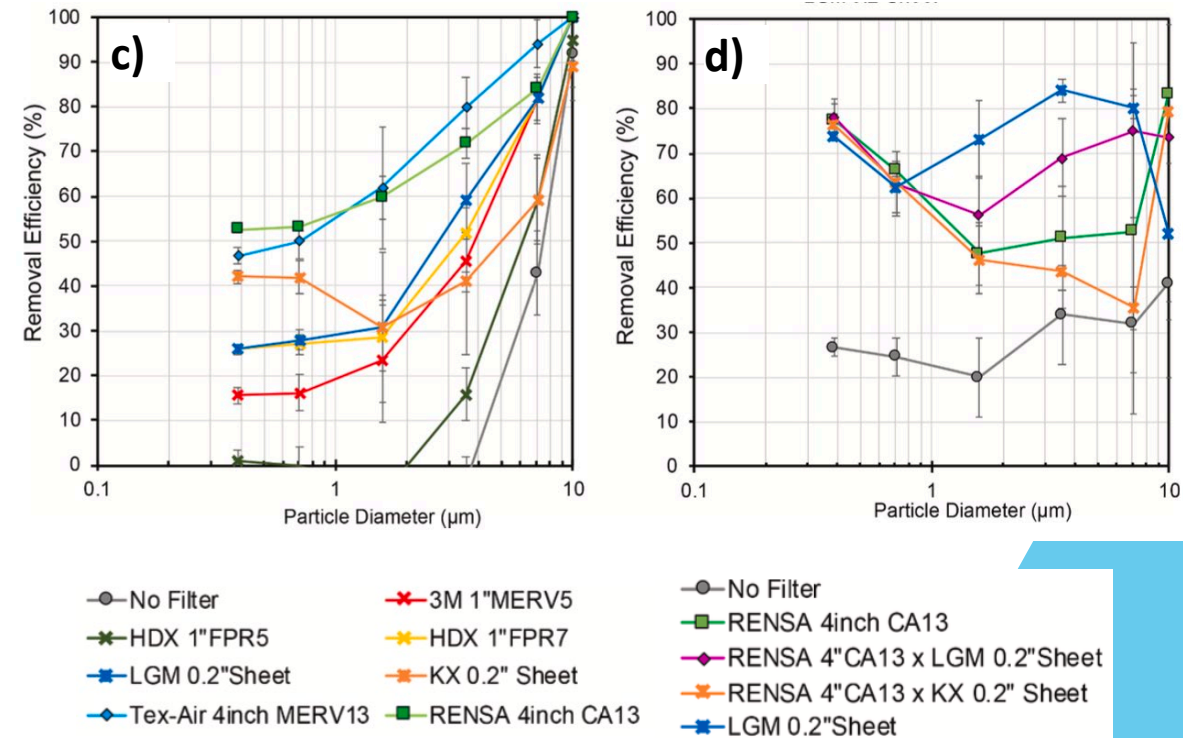 c)
Removal Efficiency (%)
100
90
80
70
60
50
40
30
20
10
0
0.1
1
10
Particle Diameter (µm)
d)
Removal Efficiency (%)
100
90
80
70
60
50
40
30
20
10
0
0.1
1
10
Particle Diameter (µm)
No Filter
3M 1"MERV5
HDX 1"FPR5
HDX 1"FPR7
LGM 0.2"Sheet
KX 0.2" Sheet
Tex-Air 4inch MERV13
RENSA 4inch CA13
No Filter
RENSA 4inch CA13
RENSA 4"CA13 x LGM 0.2"Sheet
RENSA 4"CA13 x KX 0.2" Sheet
LGM 0.2"Sheet